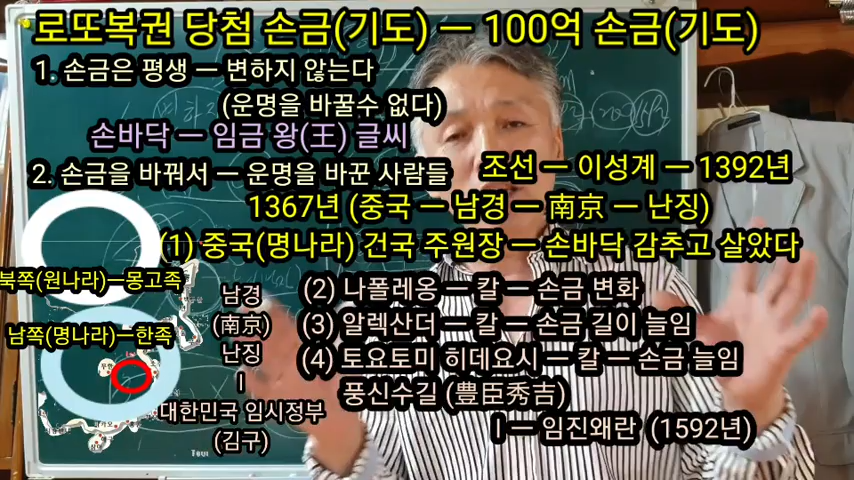 로또복권 당첨 손금(기도) — 100억 손금(기도)
1. 손금은 평생 — 변하지 않는다
(운명을 바꿀수 없다)
손바닥 — 임금 왕(王) 글씨
2. 손금을 바꿔서 — 운명을 바꾼 사람들
조선 — 이성계 — 1392년
1367년 (중국 — 남경 — 南京 — 난징)
(1) 중국(명나라) 건국 주원장 — 손바닥 감추고 살았다
북쪽(원나라)—몽고족
남쪽(명나라)—한족
남경
(南京)
난징
|
대한민국 임시정부
(김구)
(2) 나폴레옹 — 칼 — 손금 변화
(3) 알렉산더 — 칼 — 손금 길이 늘임
(4) 토요토미 히데요시 — 칼 — 손금 늘임
풍신수길 (豊臣秀吉)
|— 임진왜란 (1592년)